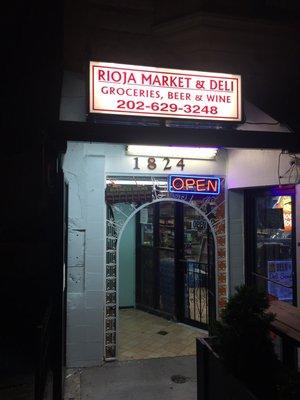 RIOJA MARKET & DELI
GROCERIES, BEER & WINE
202-629-3248
1824
OPEN